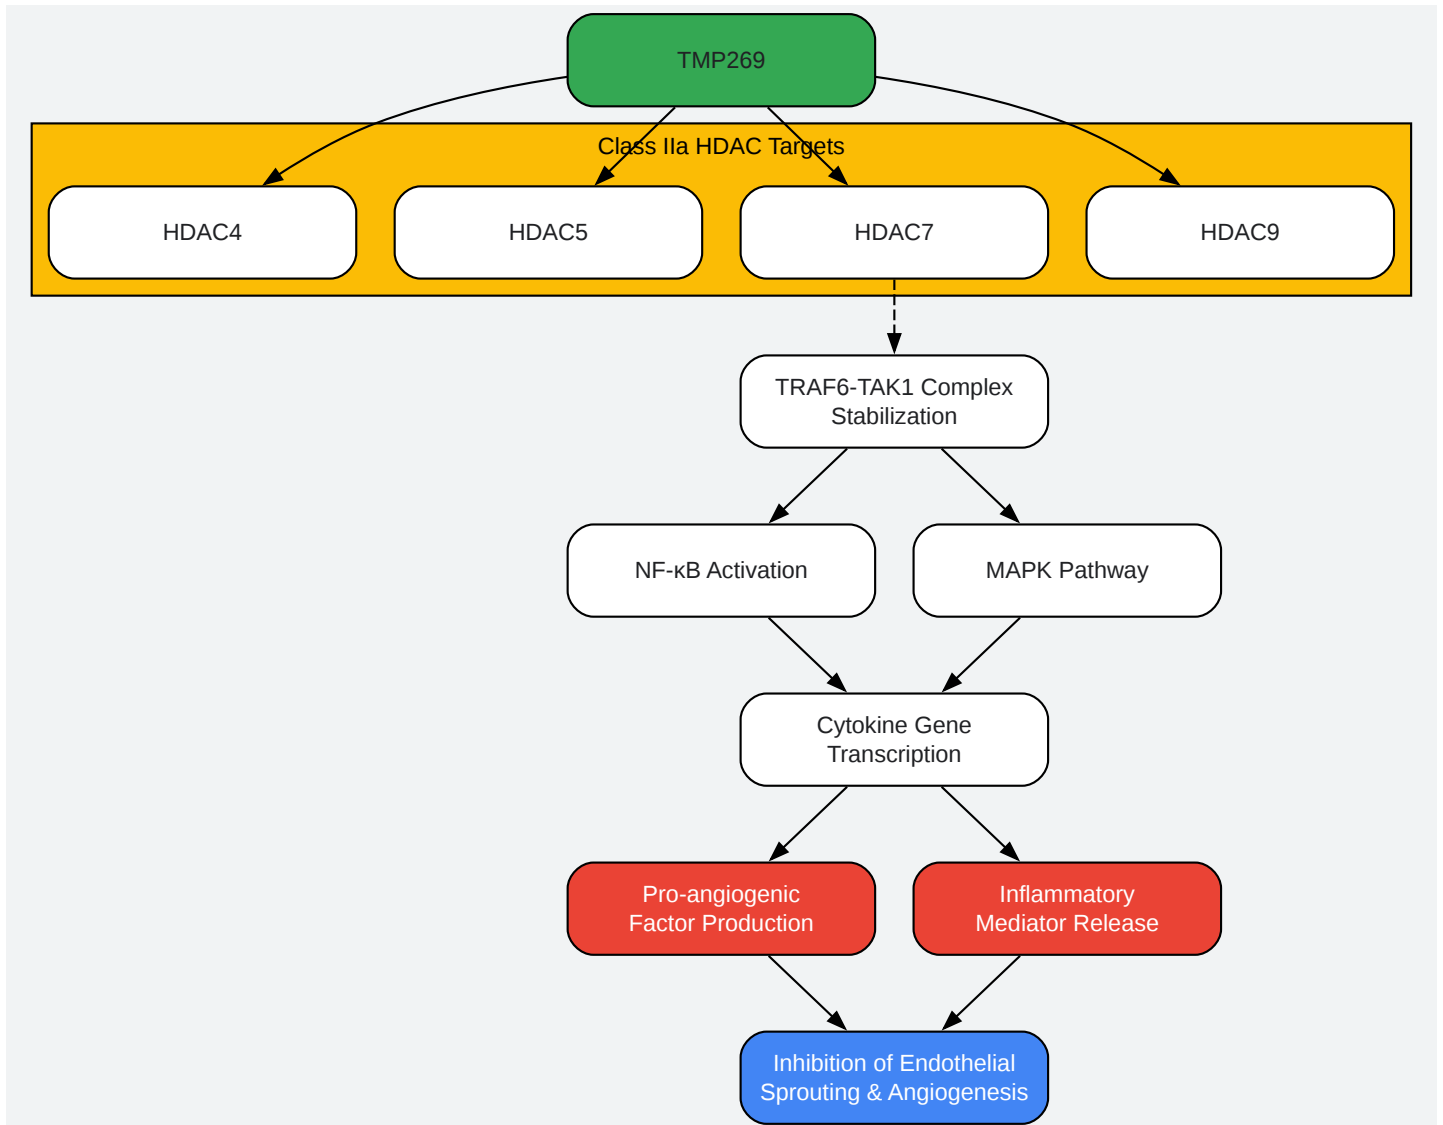 TMP269
Class IIa HDAC Targets
HDAC4
HDAC5
HDAC7
HDAC9
TRAF6-TAK1 Complex
Stabilization
NF-κB Activation
MAPK Pathway
Cytokine Gene
Transcription
Pro-angiogenic
Factor Production
Inflammatory
Mediator Release
Inhibition of Endothelial
Sprouting & Angiogenesis